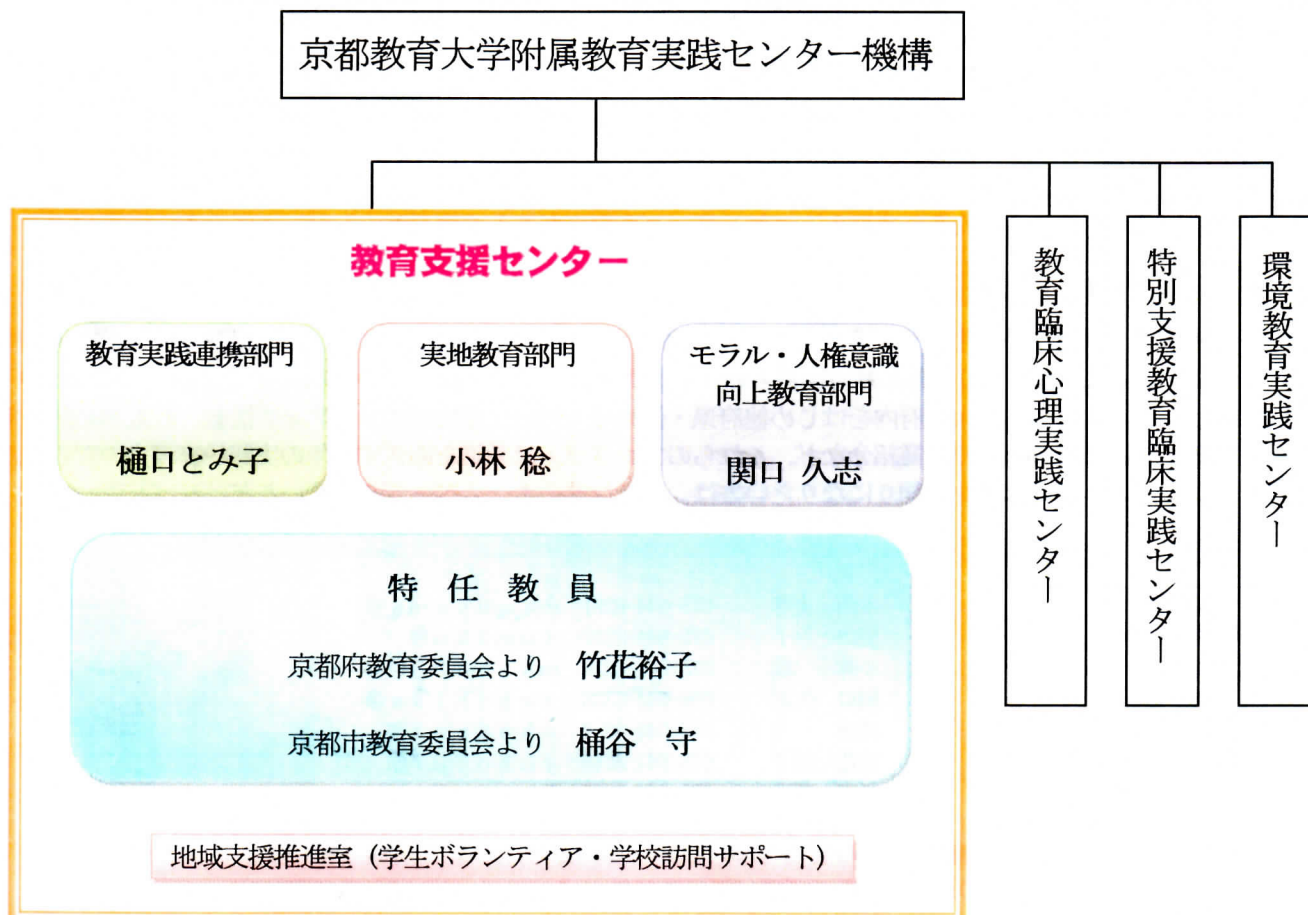 京都教育大学附属教育実践センター機構
教育支援センター
教育実践連携部門
樋口とみ子
実地教育部門
小林 稔
モラル・人権意識
向上教育部門
関口 久志
特 任 教 員
京都府教育委員会より 竹花裕子
京都市教育委員会より 桶谷 守
地域支援推進室（学生ボランティア・学校訪問サポート）
教育臨床心理実践センター
特別支援教育臨床実践センター
環境教育実践センター